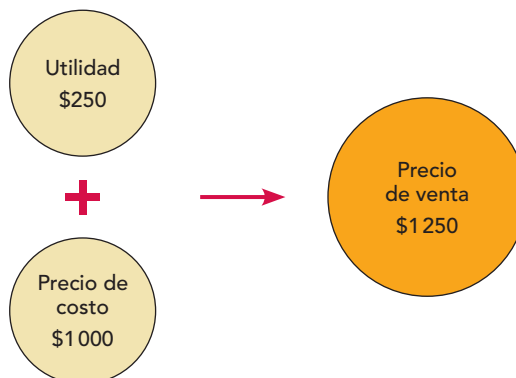 Utilidad
$250
+
Precio de
costo
$1 000
Precio
de venta
$1 250